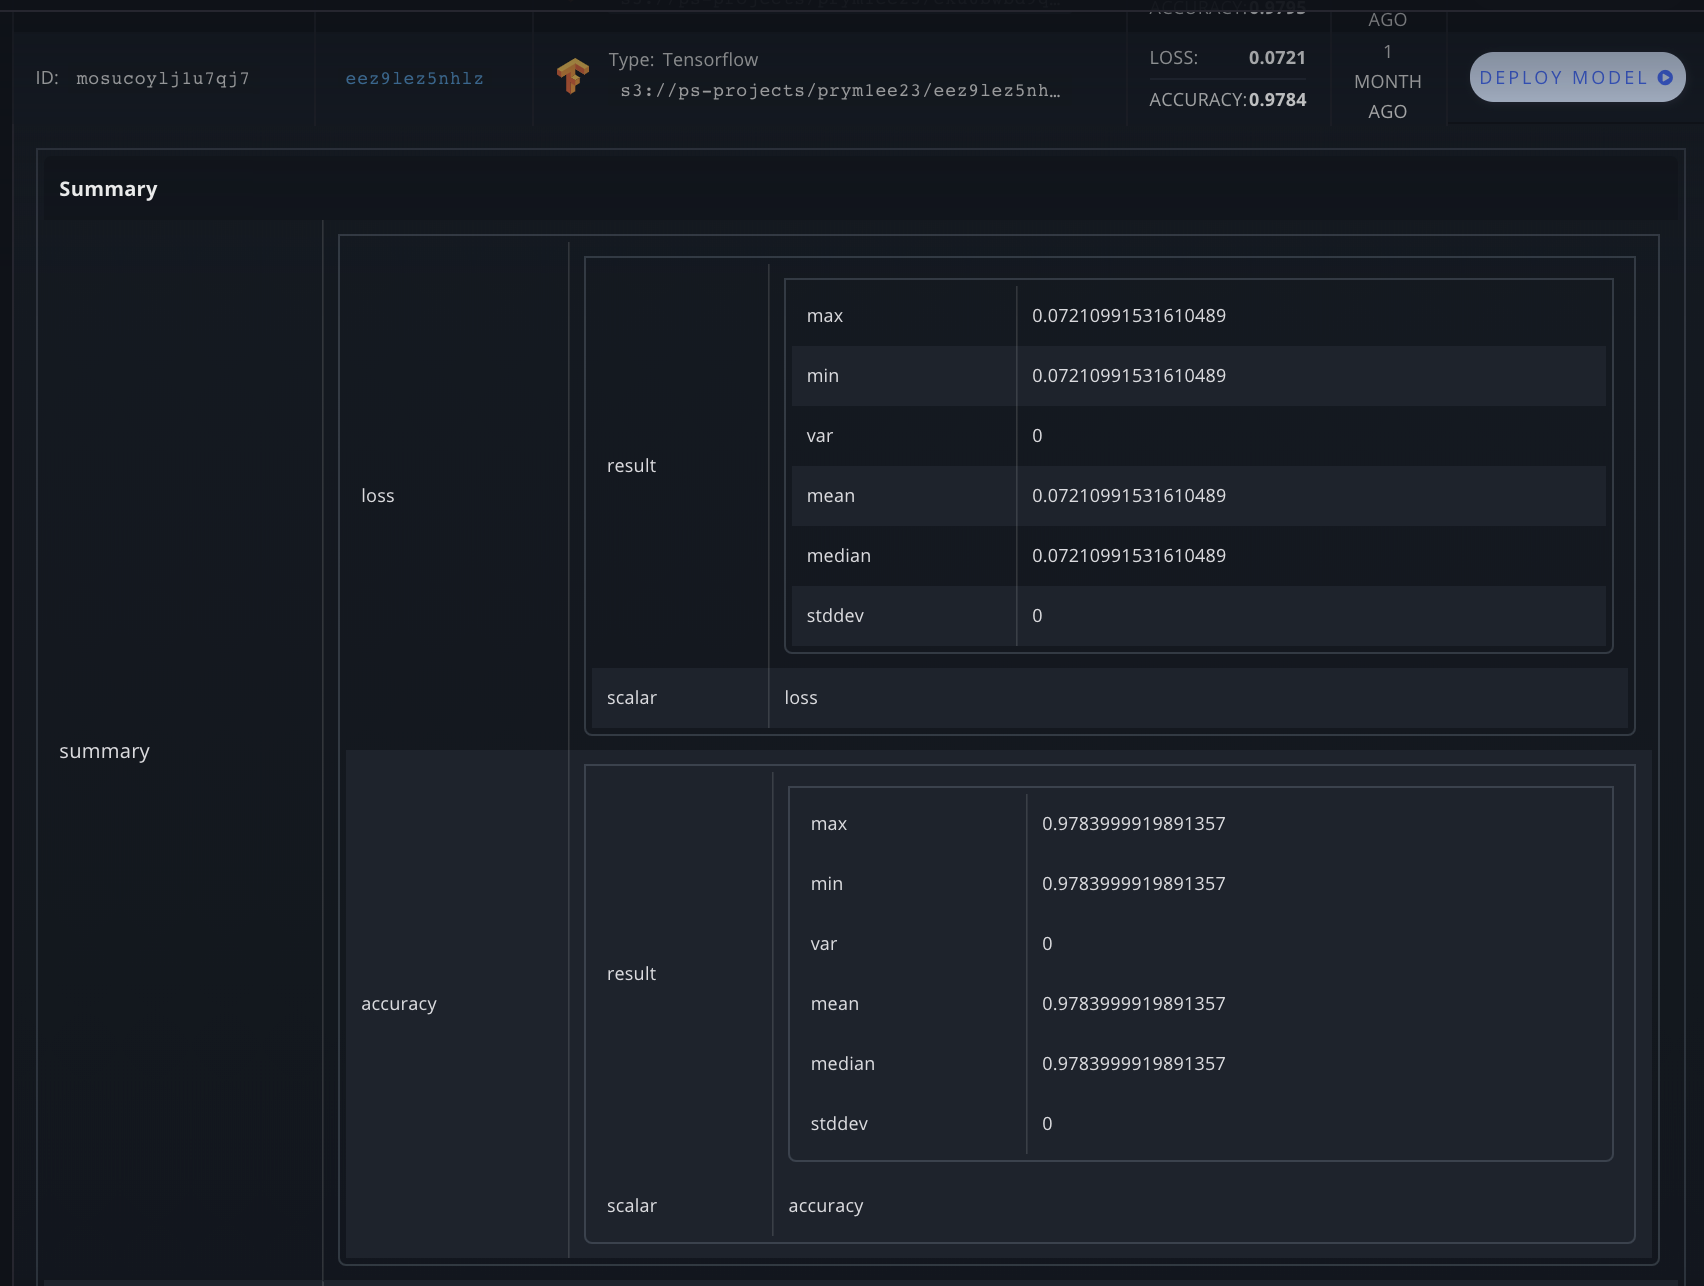 ACCURACY: 0.9795
AGO
ID: mosucoylj1u7qj7
eez9lez5nhlz
Type: Tensorflow
s3://ps-projects/prymlee23/eez9lez5nh…
LOSS: 0.0721
ACCURACY: 0.9784
1
MONTH
AGO
DEPLOY MODEL
Summary
summary
loss
result
max 0.07210991531610489
min 0.07210991531610489
var 0
mean 0.07210991531610489
median 0.07210991531610489
stddev 0
scalar loss
accuracy
result
max 0.9783999919891357
min 0.9783999919891357
var 0
mean 0.9783999919891357
median 0.9783999919891357
stddev 0
scalar accuracy